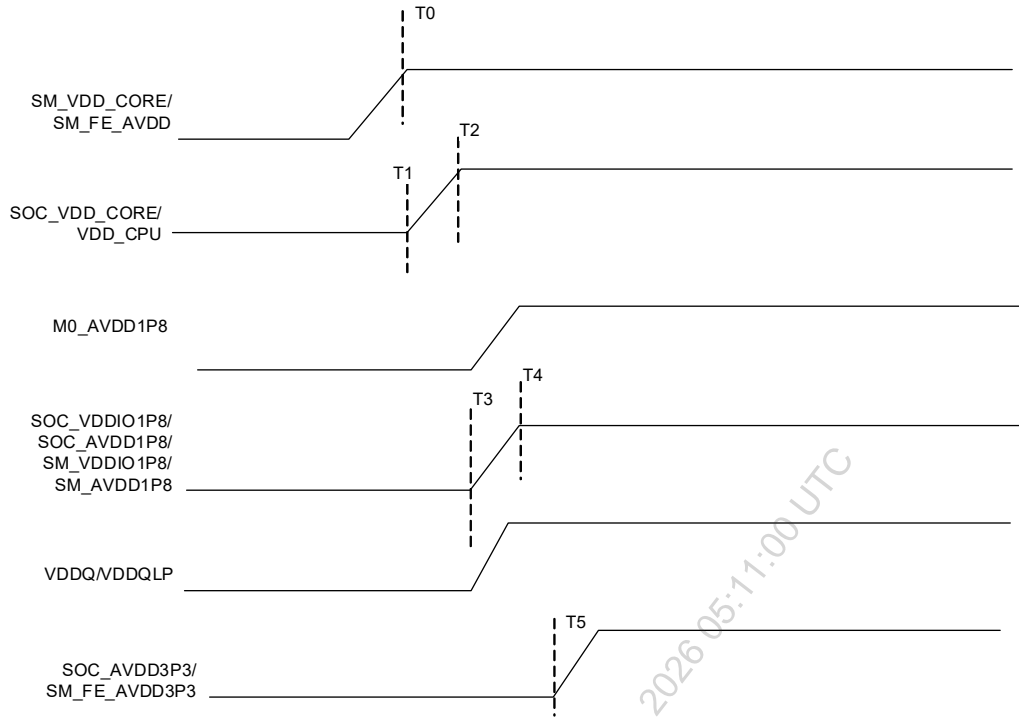 T0
SM_VDD_CORE/
SM_FE_AVDD
T2
T1
SOC_VDD_CORE/
VDD_CPU
M0_AVDD1P8
T4
T3
SOC_VDDIO1P8/
SOC_AVDD1P8/
SM_VDDIO1P8/
SM_AVDD1P8
VDDQ/VDDQLP
T5
SOC_AVDD3P3/
SM_FE_AVDD3P3
2026 05:11:00 UTC